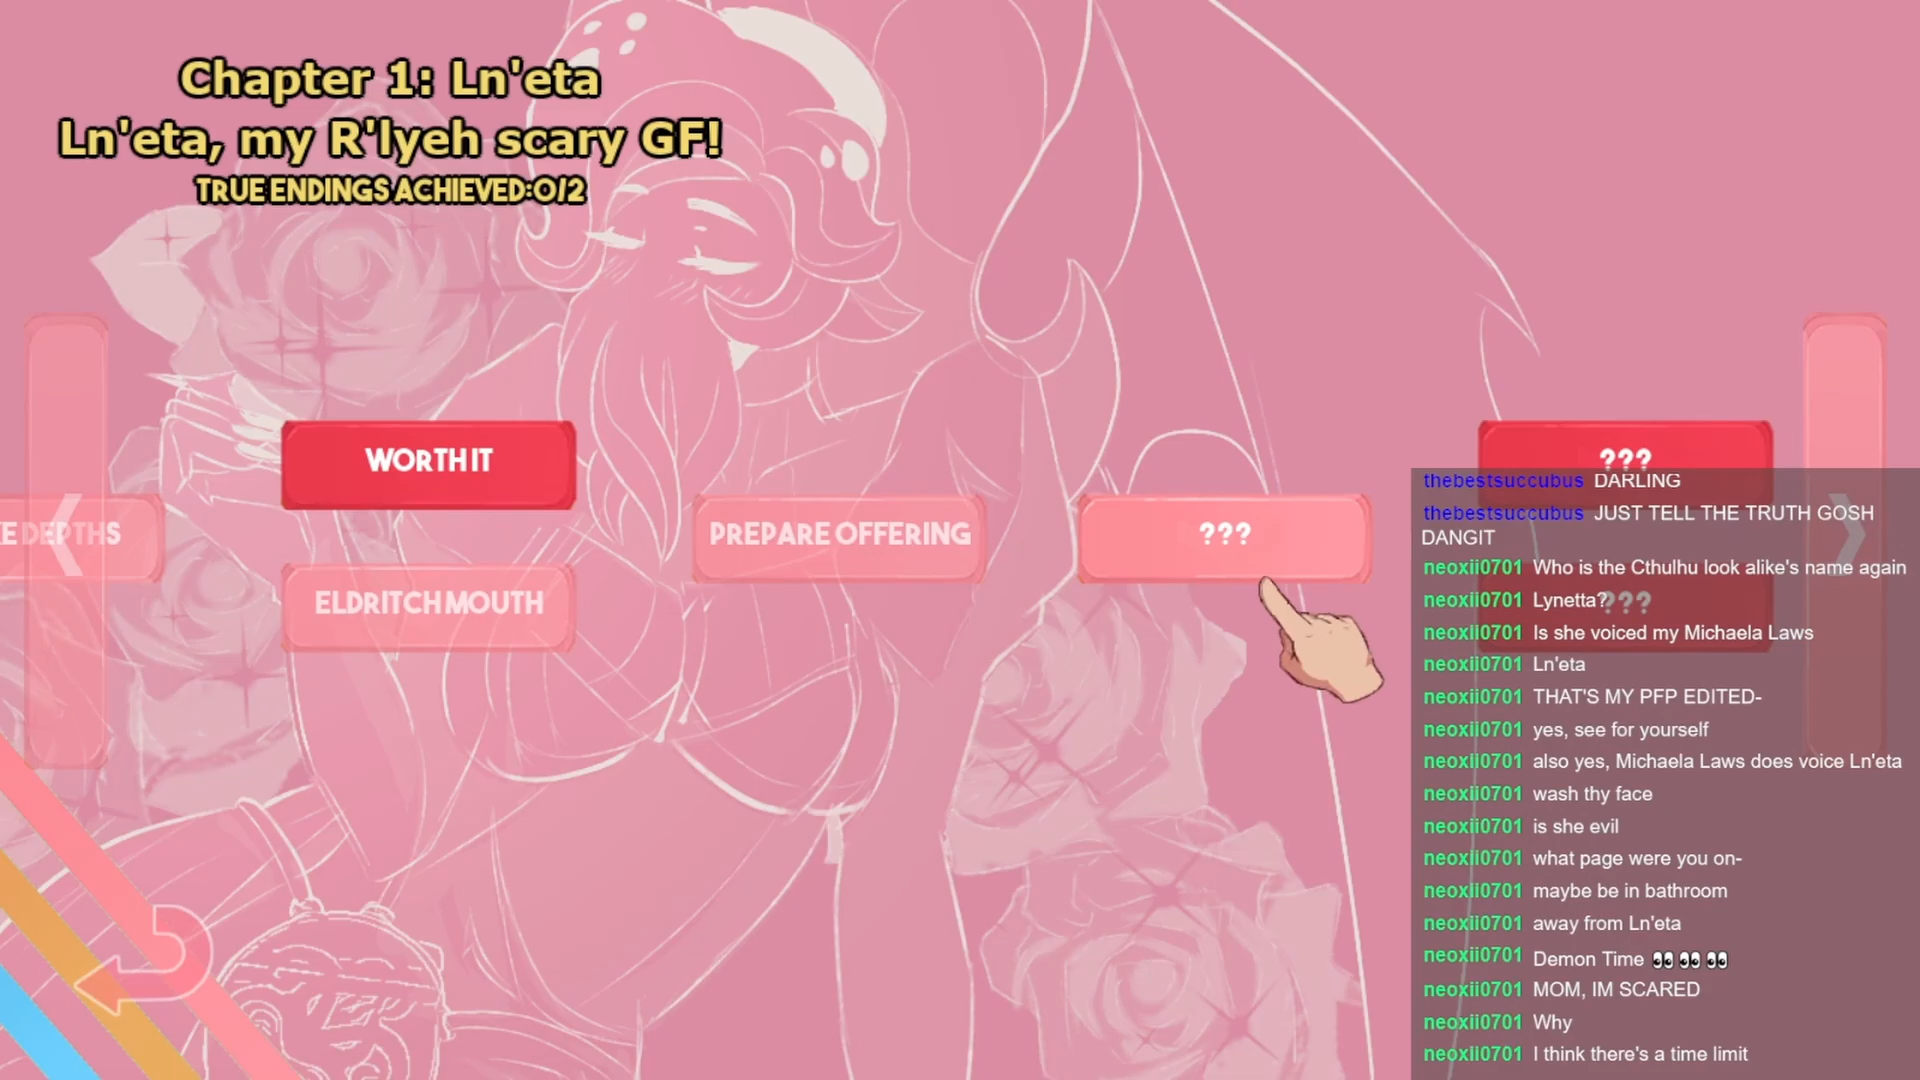 Chapter 1: Ln'eta
Ln'eta, my R'lyeh scary GF!
TRUE ENDINGS ACHIEVED:0/2
WORTH IT
???
DEPTHS
PREPARE OFFERING
???
ELDRITCH MOUTH
???
thebestsuccubus DARLING
thebestsuccubus JUST TELL THE TRUTH GOSH
DANGIT
neoxii0701 Who is the Cthulhu look alike's name again
neoxii0701 Lynetta?
neoxii0701 Is she voiced my Michaela Laws
neoxii0701 Ln'eta
neoxii0701 THAT'S MY PFP EDITED-
neoxii0701 yes, see for yourself
neoxii0701 also yes, Michaela Laws does voice Ln'eta
neoxii0701 wash thy face
neoxii0701 is she evil
neoxii0701 what page were you on-
neoxii0701 maybe be in bathroom
neoxii0701 away from Ln'eta
neoxii0701 Demon Time 👀👀👀
neoxii0701 MOM, IM SCARED
neoxii0701 Why
neoxii0701 I think there's a time limit